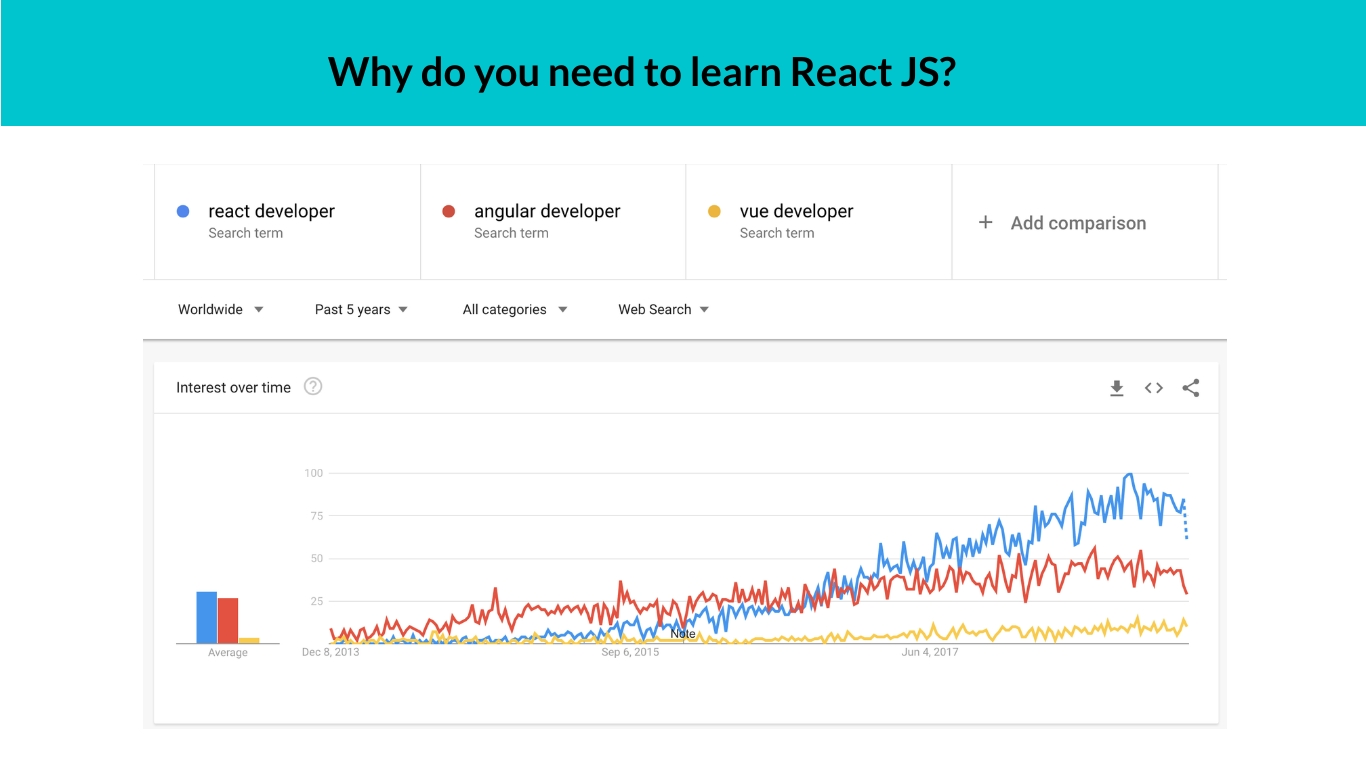 Why do you need to learn React JS?
react developer
Search term
angular developer
Search term
vue developer
Search term
+ Add comparison
Worldwide
Past 5 years
All categories
Web Search
Interest over time ?
100
75
50
25
Note
Average
Dec 8, 2013
Sep 6, 2015
Jun 4, 2017